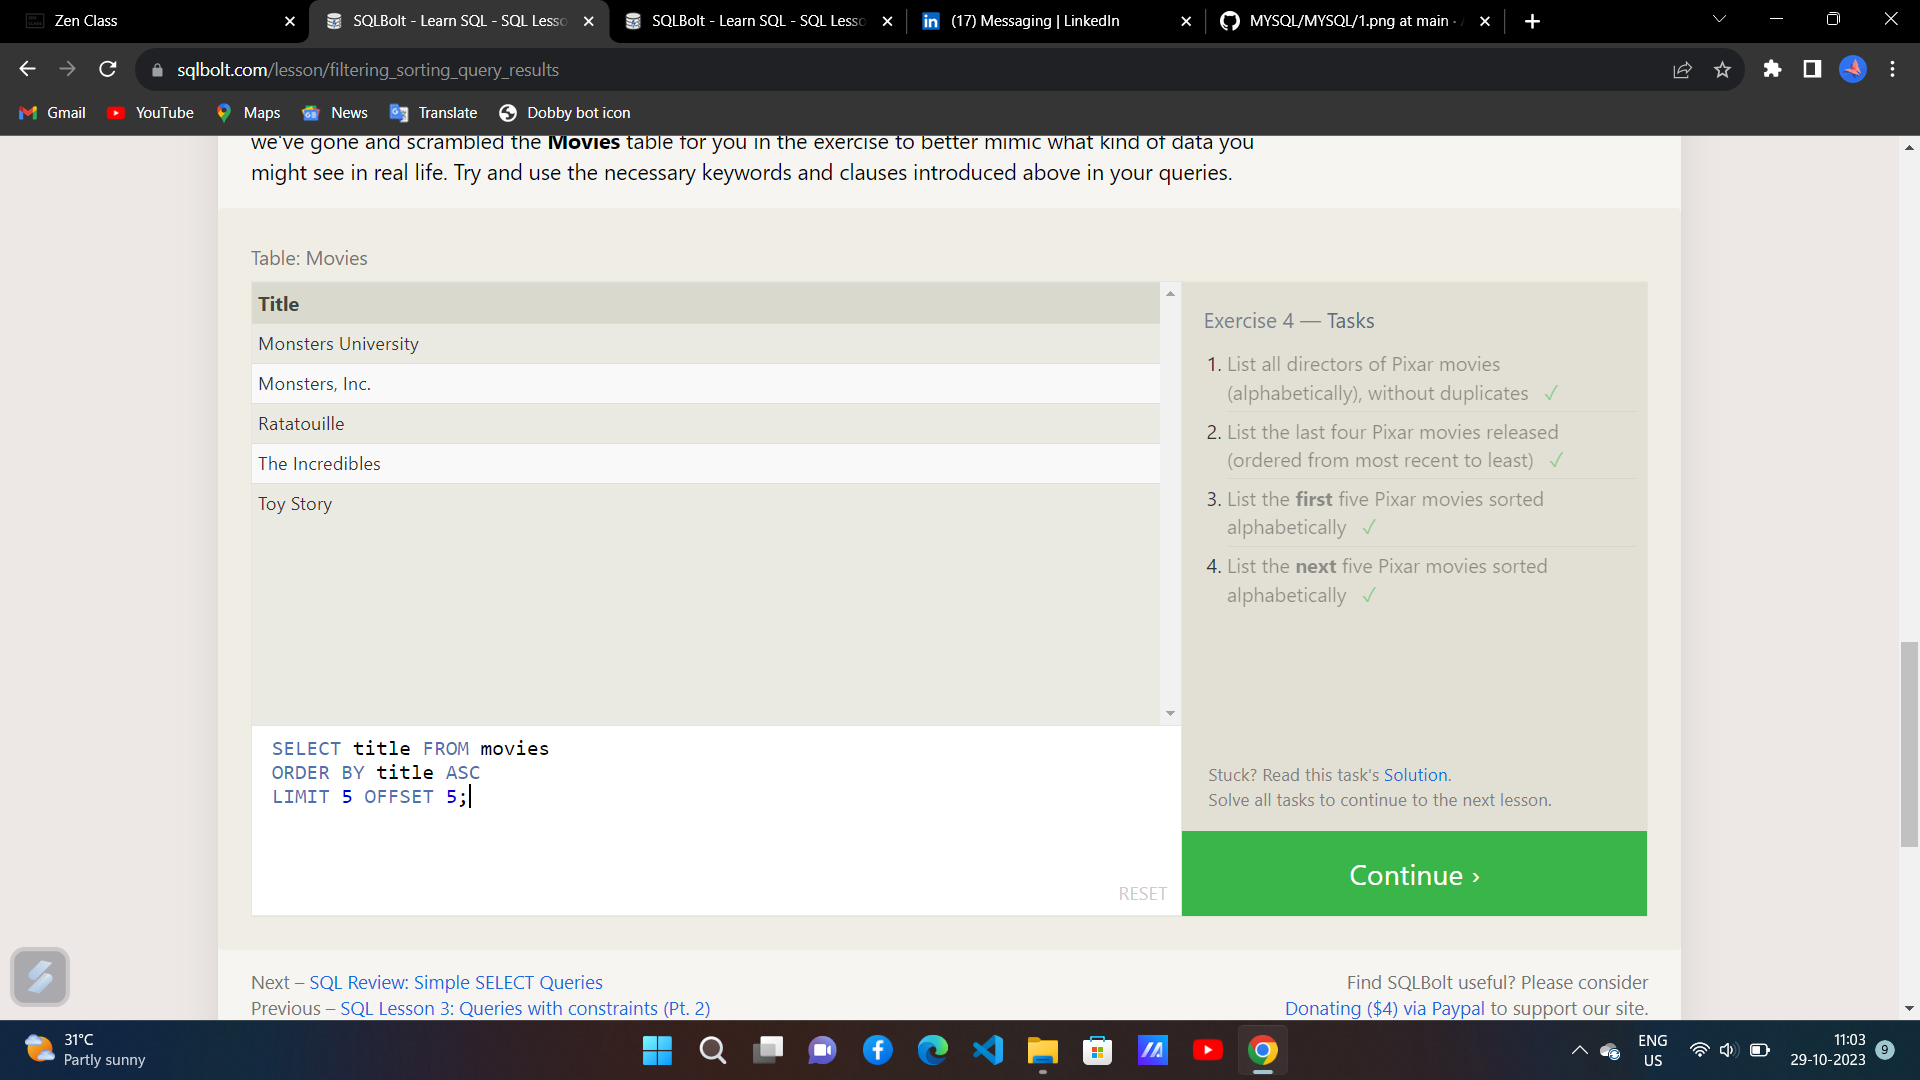 Zen Class
SQLBolt - Learn SQL - SQL Lesso
SQLBolt - Learn SQL - SQL Lesso
(17) Messaging | LinkedIn
MYSQL/MYSQL/1.png at main ·
sqlbolt.com/lesson/filtering_sorting_query_results
Gmail
YouTube
Maps
News
Translate
Dobby bot icon
we've gone and scrambled the Movies table for you in the exercise to better mimic what kind of data you
might see in real life. Try and use the necessary keywords and clauses introduced above in your queries.
Table: Movies
Title
Monsters University
Monsters, Inc.
Ratatouille
The Incredibles
Toy Story
SELECT title FROM movies
ORDER BY title ASC
LIMIT 5 OFFSET 5;
RESET
Exercise 4 — Tasks
1. List all directors of Pixar movies
(alphabetically), without duplicates ✓
2. List the last four Pixar movies released
(ordered from most recent to least) ✓
3. List the first five Pixar movies sorted
alphabetically ✓
4. List the next five Pixar movies sorted
alphabetically ✓
Stuck? Read this task's Solution.
Solve all tasks to continue to the next lesson.
Continue ›
Next – SQL Review: Simple SELECT Queries
Previous – SQL Lesson 3: Queries with constraints (Pt. 2)
Find SQLBolt useful? Please consider
Donating ($4) via Paypal to support our site.
31°C
Partly sunny
ENG
US
11:03
29-10-2023
9